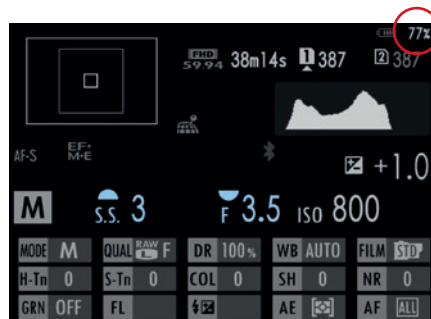 77%
FHD 59.94 38m14s 1 387 2 387
AF-S EF+ M+E
+1.0
M S.S. 3 F 3.5 ISO 800
MODE M QUAL RAW L F DR 100% WB AUTO FILM STD
H-Tn 0 S-Tn 0 COL 0 SH 0 NR 0
GRN OFF FL AE AF ALL